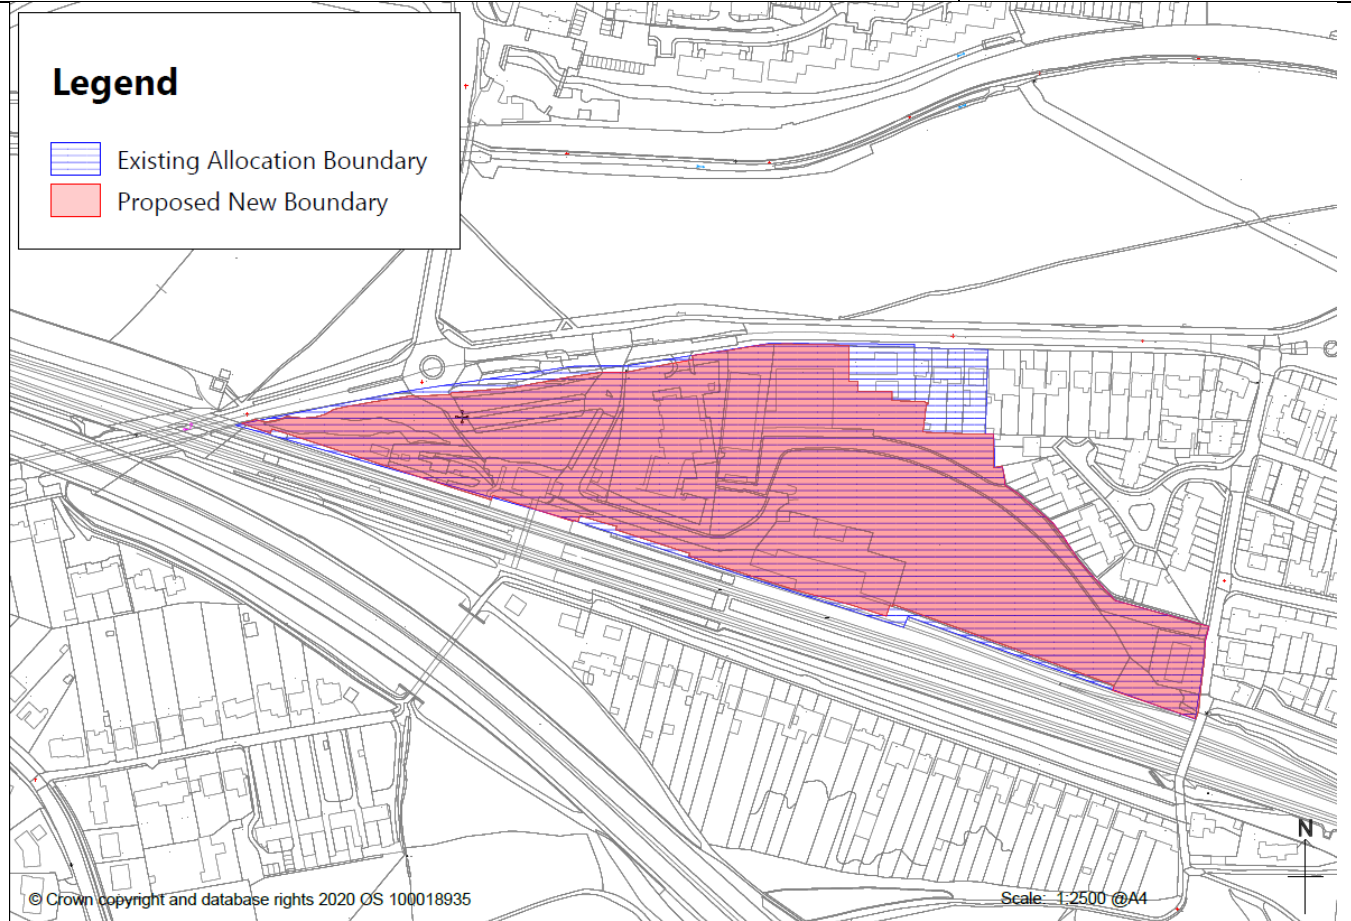 Legend
Existing Allocation Boundary
Proposed New Boundary
N
© Crown copyright and database rights 2020 OS 100018935
Scale: 1:2500 @A4